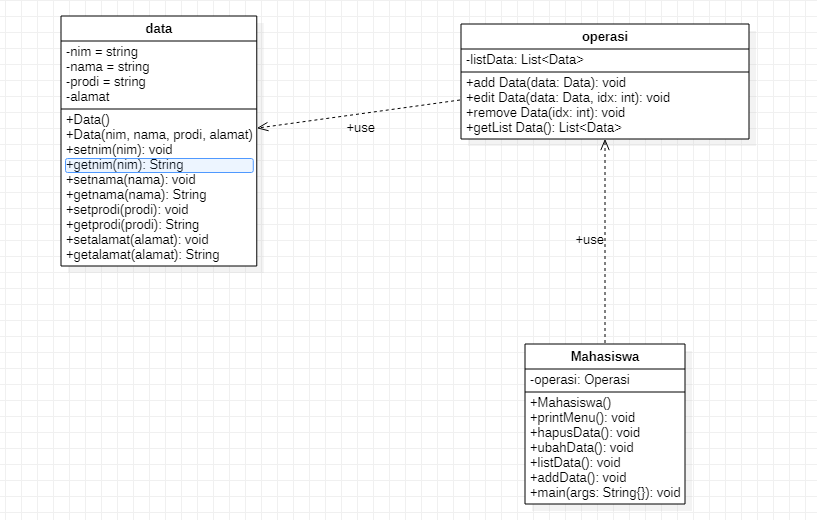 data
-nim = string
-nama = string
-prodi = string
-alamat
+Data()
+Data(nim, nama, prodi, alamat)
+setnim(nim): void
+getnim(nim): String
+setnama(nama): void
+getnama(nama): String
+setprodi(prodi): void
+getprodi(prodi): String
+setalamat(alamat): void
+getalamat(alamat): String
+use
operasi
-listData: List<Data>
+add Data(data: Data): void
+edit Data(data: Data, idx: int): void
+remove Data(idx: int): void
+getList Data(): List<Data>
+use
Mahasiswa
-operasi: Operasi
+Mahasiswa()
+printMenu(): void
+hapusData(): void
+ubahData(): void
+listData(): void
+addData(): void
+main(args: String{}): void